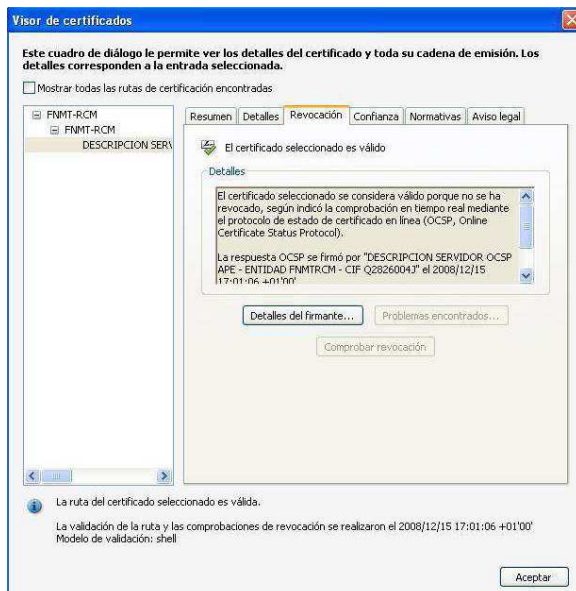 Visor de certificados
Este cuadro de diálogo le permite ver los detalles del certificado y toda su cadena de emisión. Los
detalles corresponden a la entrada seleccionada.
Mostrar todas las rutas de certificación encontradas
FNMT-RCM
FNMT-RCM
DESCRIPCION SERV
Resumen Detalles Revocación Confianza Normativas Aviso legal
El certificado seleccionado es válido
Detalles
El certificado seleccionado se considera válido porque no se ha
revocado, según indicó la comprobación en tiempo real mediante
el protocolo de estado de certificado en línea (OCSP, Online
Certificate Status Protocol).
La respuesta OCSP se firmó por "DESCRIPCION SERVIDOR OCSP
APE - ENTIDAD FNMTRCM - CIF Q2826004J" el 2008/12/15
17:01:06 +01'00'
Detalles del firmante... Problemas encontrados...
Comprobar revocación
La ruta del certificado seleccionado es válida.
La validación de la ruta y las comprobaciones de revocación se realizaron el 2008/12/15 17:01:06 +01'00'
Modelo de validación: shell
Aceptar